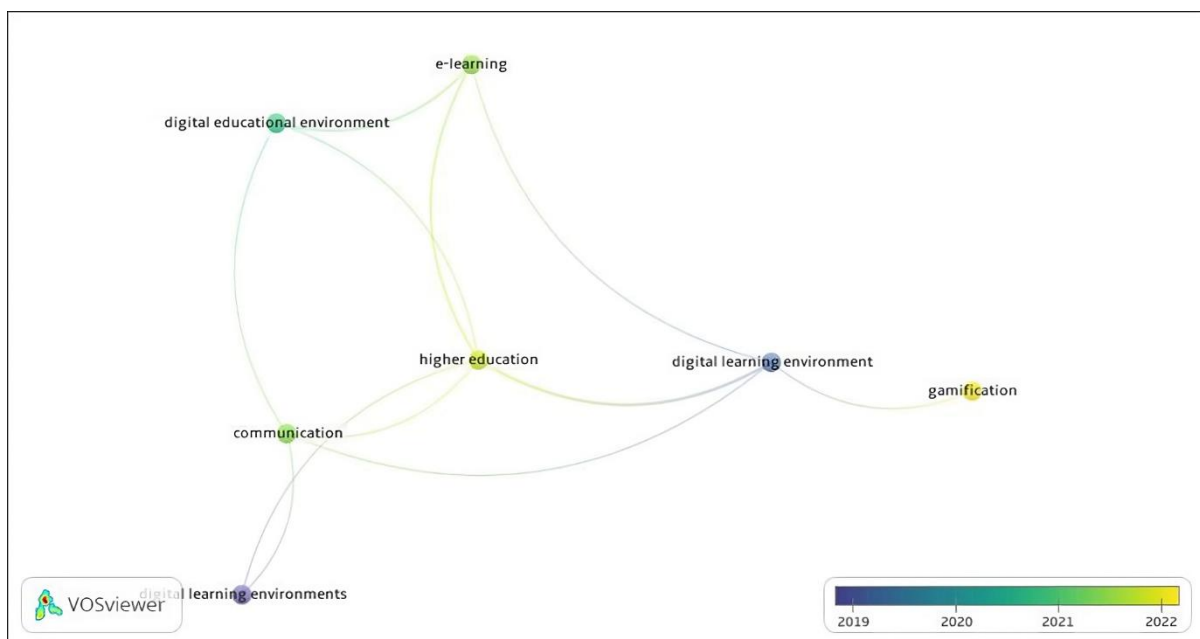 e-learning
digital educational environment
higher education
digital learning environment
gamification
communication
digital learning environments
VOSviewer
2019 2020 2021 2022